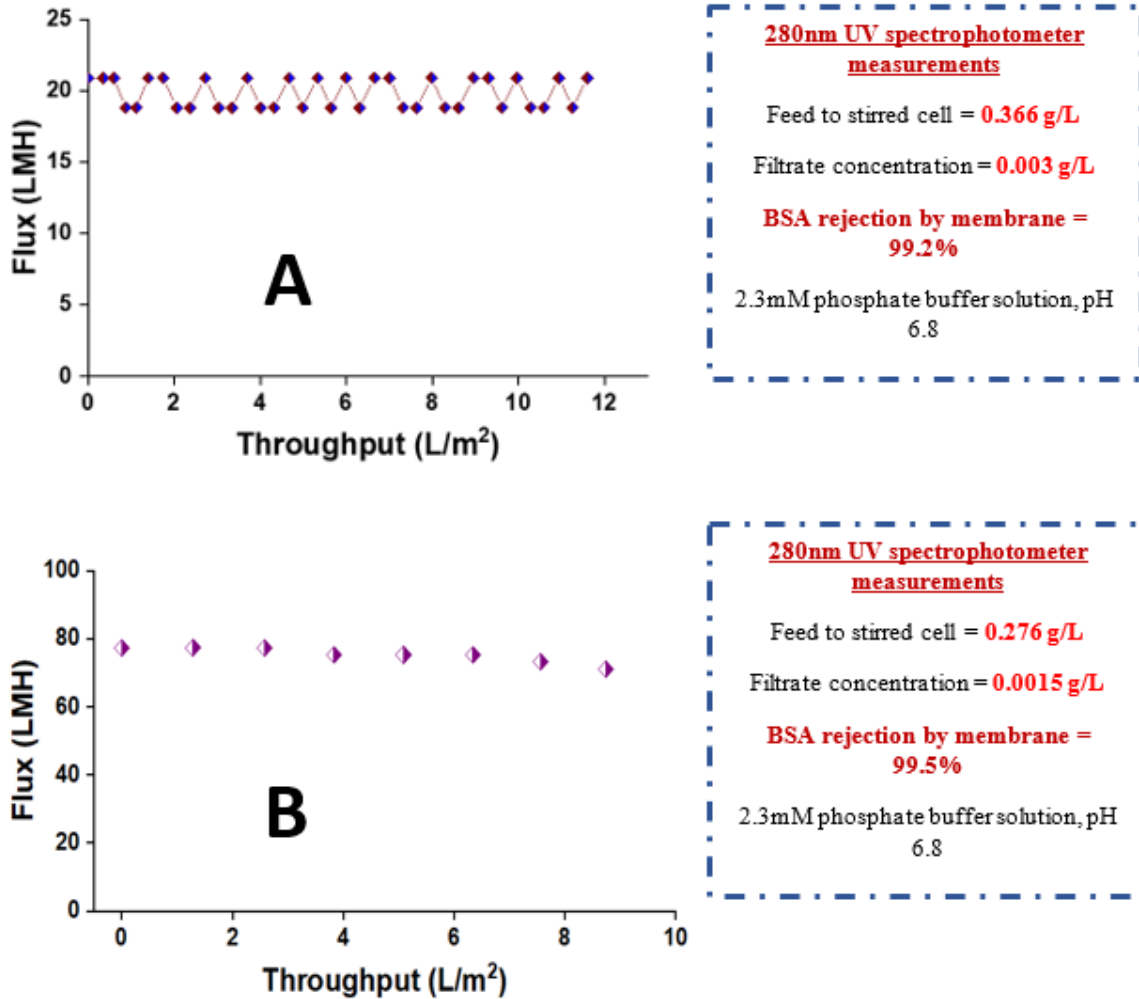 25
20
15
10
5
0
Flux (LMH)
A
0 2 4 6 8 10 12
Throughput (L/m²)
280nm UV spectrophotometer
measurements
Feed to stirred cell = 0.366 g/L
Filtrate concentration = 0.003 g/L
BSA rejection by membrane =
99.2%
2.3mM phosphate buffer solution, pH
6.8
100
80
60
40
20
0
Flux (LMH)
B
0 2 4 6 8 10
Throughput (L/m²)
280nm UV spectrophotometer
measurements
Feed to stirred cell = 0.276 g/L
Filtrate concentration = 0.0015 g/L
BSA rejection by membrane =
99.5%
2.3mM phosphate buffer solution, pH
6.8